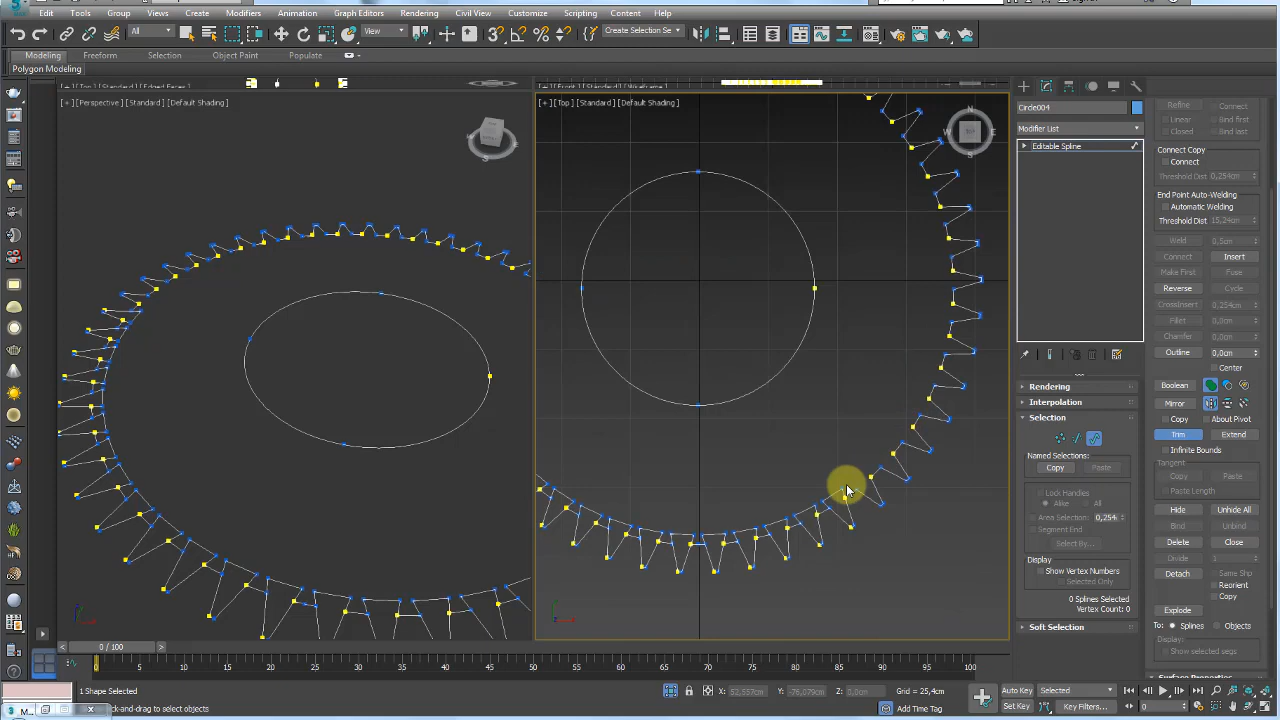 Edit Tools Group Views Create Modifiers Animation Graph Editors Rendering Civil View Customize Scripting Content Help
All View Create Selection Se
Modeling Freeform Selection Object Paint Populate
Polygon Modeling
[+] [Perspective] [Standard] [Default Shading]
[+] [Top] [Standard] [Default Shading]
N
W E
S
Circle004
Modifier List
Editable Spline
Refine Connect
Linear Bind first
Closed Bind last
Connect Copy
Connect
Threshold Dist 0,254cm
End Point Auto-Welding
Automatic Welding
Threshold Dist 15,24cm
Weld 0,5cm
Connect Insert
Make First Fuse
Reverse Cycle
CrossInsert 0,254cm
Fillet 0,0cm
Chamfer 0,0cm
Outline 0,0cm
Center
Boolean
Mirror
Copy About Pivot
Trim Extend
Infinite Bounds
Tangent
Copy Paste
Paste Length
Hide Unhide All
Bind Unbind
Delete Close
Divide 1
Detach Same Shp
Reorient
Copy
Explode
To: Splines Objects
Display:
Show selected segs
Surface Properties
Rendering
Interpolation
Selection
Named Selections:
Copy Paste
Lock Handles
Alike All
Area Selection: 0,254
Segment End
Select By...
Display
Show Vertex Numbers
Selected Only
0 Splines Selected
Vertex Count: 0
Soft Selection
0 / 100
0 5 10 15 20 25 30 35 40 45 50 55 60 65 70 75 80 85 90 95 100
1 Shape Selected
X: 52,557cm Y: -76,079cm Z: 0,0cm Grid = 25,4cm
Auto Key Selected
ck-and-drag to select objects
Add Time Tag
Set Key Key Filters... 0
3 M...